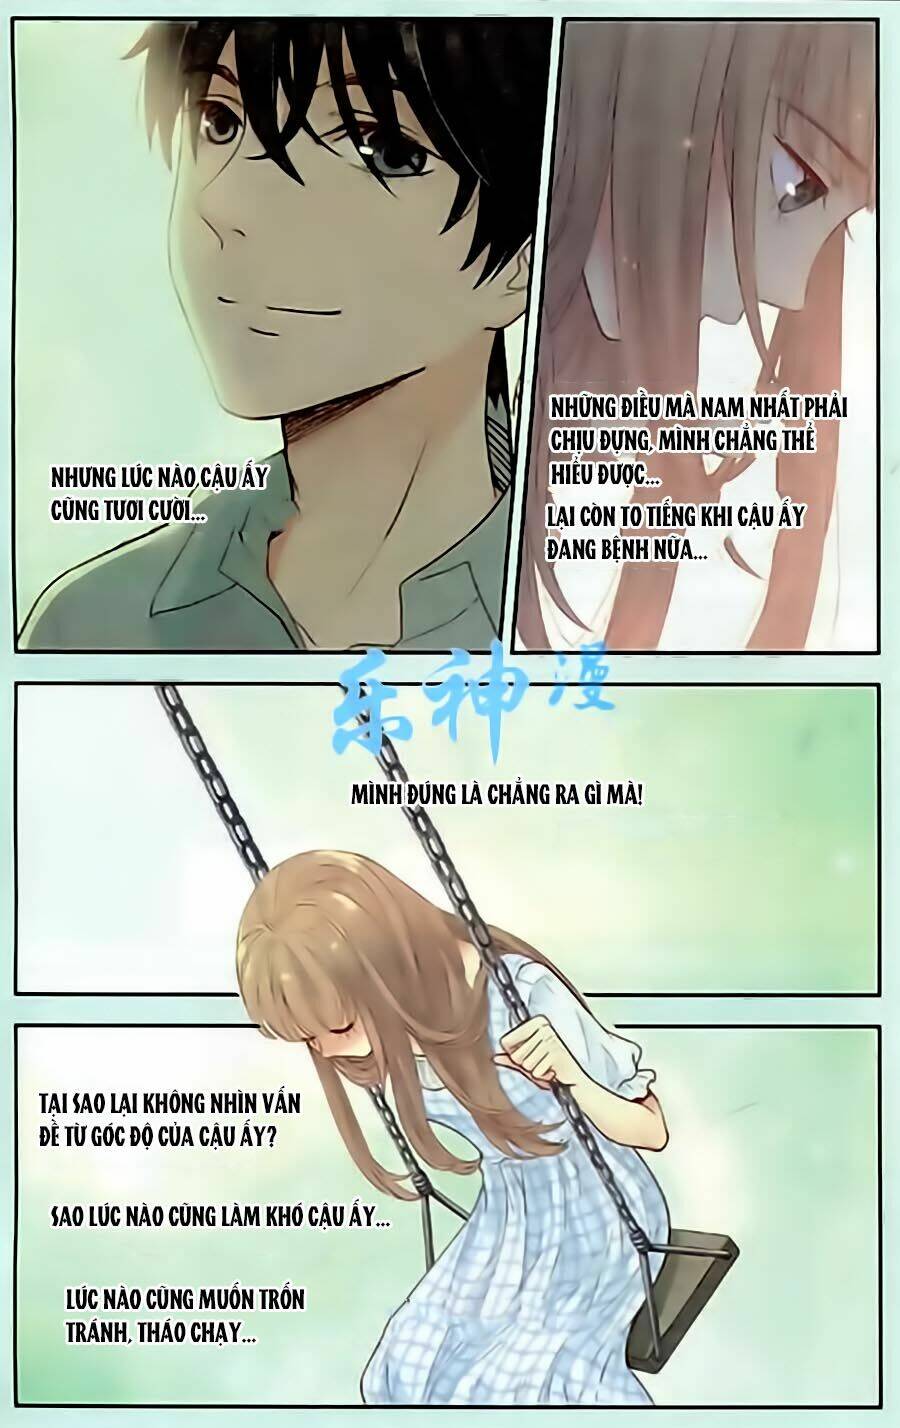 NHƯNG LÚC NÀO CẬU ẤY
CŨNG TƯƠI CƯỜI...
NHỮNG ĐIỀU MÀ NAM NHẤT PHẢI
CHỊU ĐỰNG, MÌNH CHẲNG THỂ
HIỂU ĐƯỢC...
LẠI CÒN TO TIẾNG KHI CẬU ẤY
ĐANG BỆNH NỮA...
乐神漫
MÌNH ĐÚNG LÀ CHẲNG RA GÌ MÀ!
TẠI SAO LẠI KHÔNG NHÌN VẤN
ĐỀ TỪ GÓC ĐỘ CỦA CẬU ẤY?
SAO LÚC NÀO CŨNG LÀM KHÓ CẬU ẤY...
LÚC NÀO CŨNG MUỐN TRỐN
TRÁNH, THÁO CHẠY...